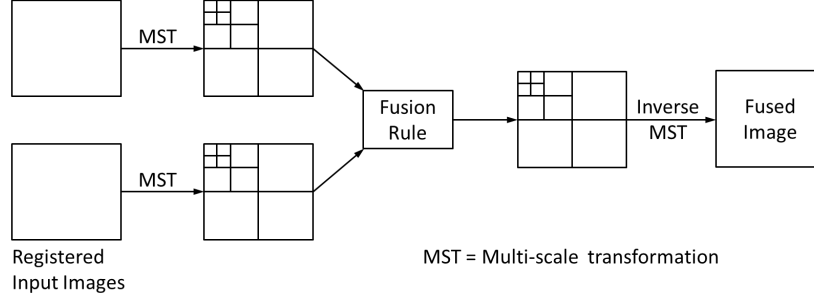 MST
Fusion
Rule
Inverse
MST
Fused
Image
MST
Registered
Input Images
MST = Multi-scale transformation